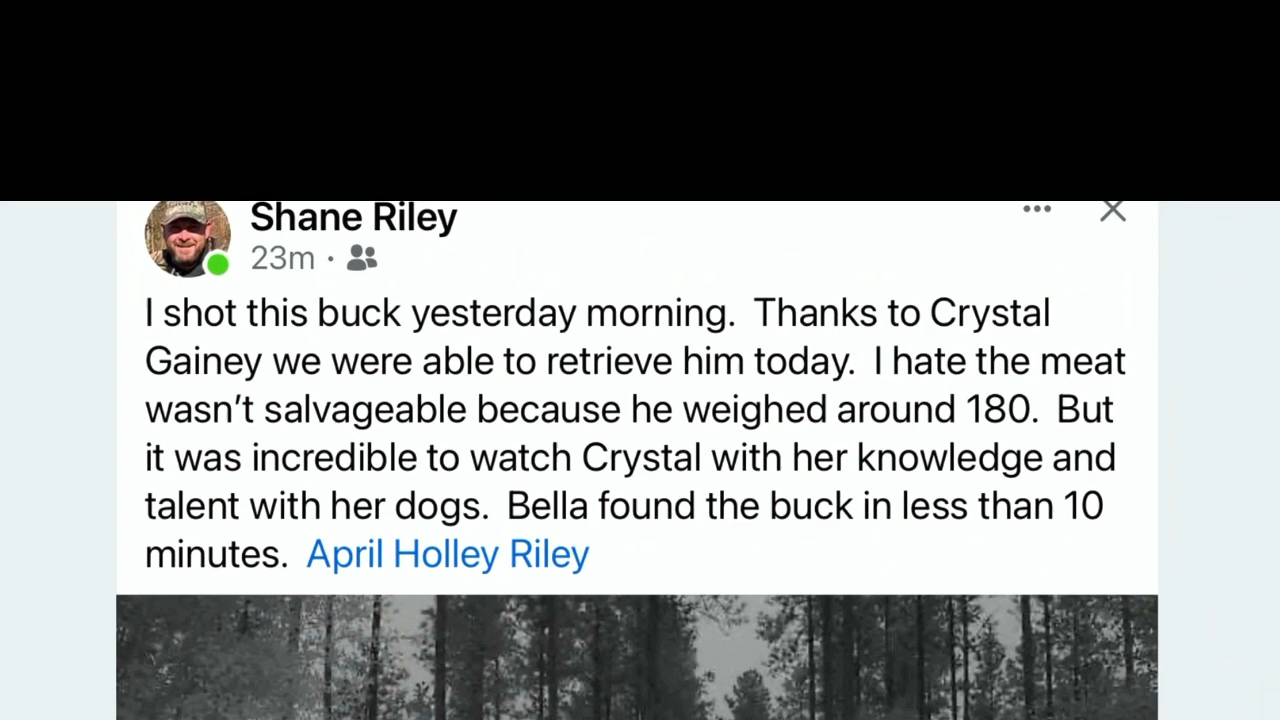 Shane Riley
23m ·
I shot this buck yesterday morning.  Thanks to Crystal
Gainey we were able to retrieve him today.  I hate the meat
wasn't salvageable because he weighed around 180.  But
it was incredible to watch Crystal with her knowledge and
talent with her dogs.  Bella found the buck in less than 10
minutes.  April Holley Riley